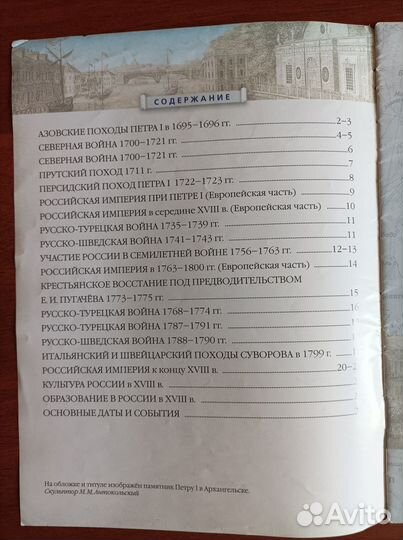 СОДЕРЖАНИЕ
АЗОВСКИЕ ПОХОДЫ ПЕТРА I в 1695–1696 гг. 2–3
СЕВЕРНАЯ ВОЙНА 1700–1721 гг. 4–5
СЕВЕРНАЯ ВОЙНА 1700–1721 гг. 6
ПРУТСКИЙ ПОХОД 1711 г. 7
ПЕРСИДСКИЙ ПОХОД ПЕТРА I 1722–1723 гг. 8
РОССИЙСКАЯ ИМПЕРИЯ ПРИ ПЕТРЕ I (Европейская часть) 9
РОССИЙСКАЯ ИМПЕРИЯ в середине XVIII в. (Европейская часть) 10
РУССКО-ТУРЕЦКАЯ ВОЙНА 1735–1739 гг. 11
РУССКО-ШВЕДСКАЯ ВОЙНА 1741–1743 гг. 11
УЧАСТИЕ РОССИИ В СЕМИЛЕТНЕЙ ВОЙНЕ 1756–1763 гг. 12–13
РОССИЙСКАЯ ИМПЕРИЯ в 1763–1800 гг. (Европейская часть) 14
КРЕСТЬЯНСКОЕ ВОССТАНИЕ ПОД ПРЕДВОДИТЕЛЬСТВОМ
Е. И. ПУГАЧЁВА 1773–1775 гг. 15
РУССКО-ТУРЕЦКАЯ ВОЙНА 1768–1774 гг. 16
РУССКО-ТУРЕЦКАЯ ВОЙНА 1787–1791 гг. 1
РУССКО-ШВЕДСКАЯ ВОЙНА 1788–1790 гг. 1
ИТАЛЬЯНСКИЙ И ШВЕЙЦАРСКИЙ ПОХОДЫ СУВОРОВА в 1799 г. 1
РОССИЙСКАЯ ИМПЕРИЯ к концу XVIII в. 20–2
КУЛЬТУРА РОССИИ в XVIII в.
ОБРАЗОВАНИЕ В РОССИИ в XVIII в.
ОСНОВНЫЕ ДАТЫ И СОБЫТИЯ
На обложке и титуле изображён памятник Петру I в Архангельске.
Скульптор М.М.Антокольский
Avito